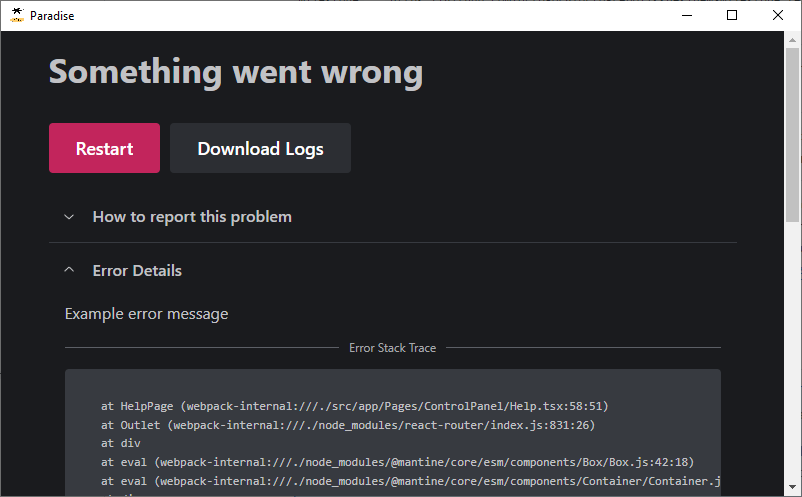 Paradise
Something went wrong
Restart
Download Logs
How to report this problem
Error Details
Example error message
Error Stack Trace
at HelpPage (webpack-internal:///./src/app/Pages/ControlPanel/Help.tsx:58:51)
at Outlet (webpack-internal:///./node_modules/react-router/index.js:831:26)
at div
at eval (webpack-internal:///./node_modules/@mantine/core/esm/components/Box/Box.js:42:18)
at eval (webpack-internal:///./node_modules/@mantine/core/esm/components/Container/Container.j